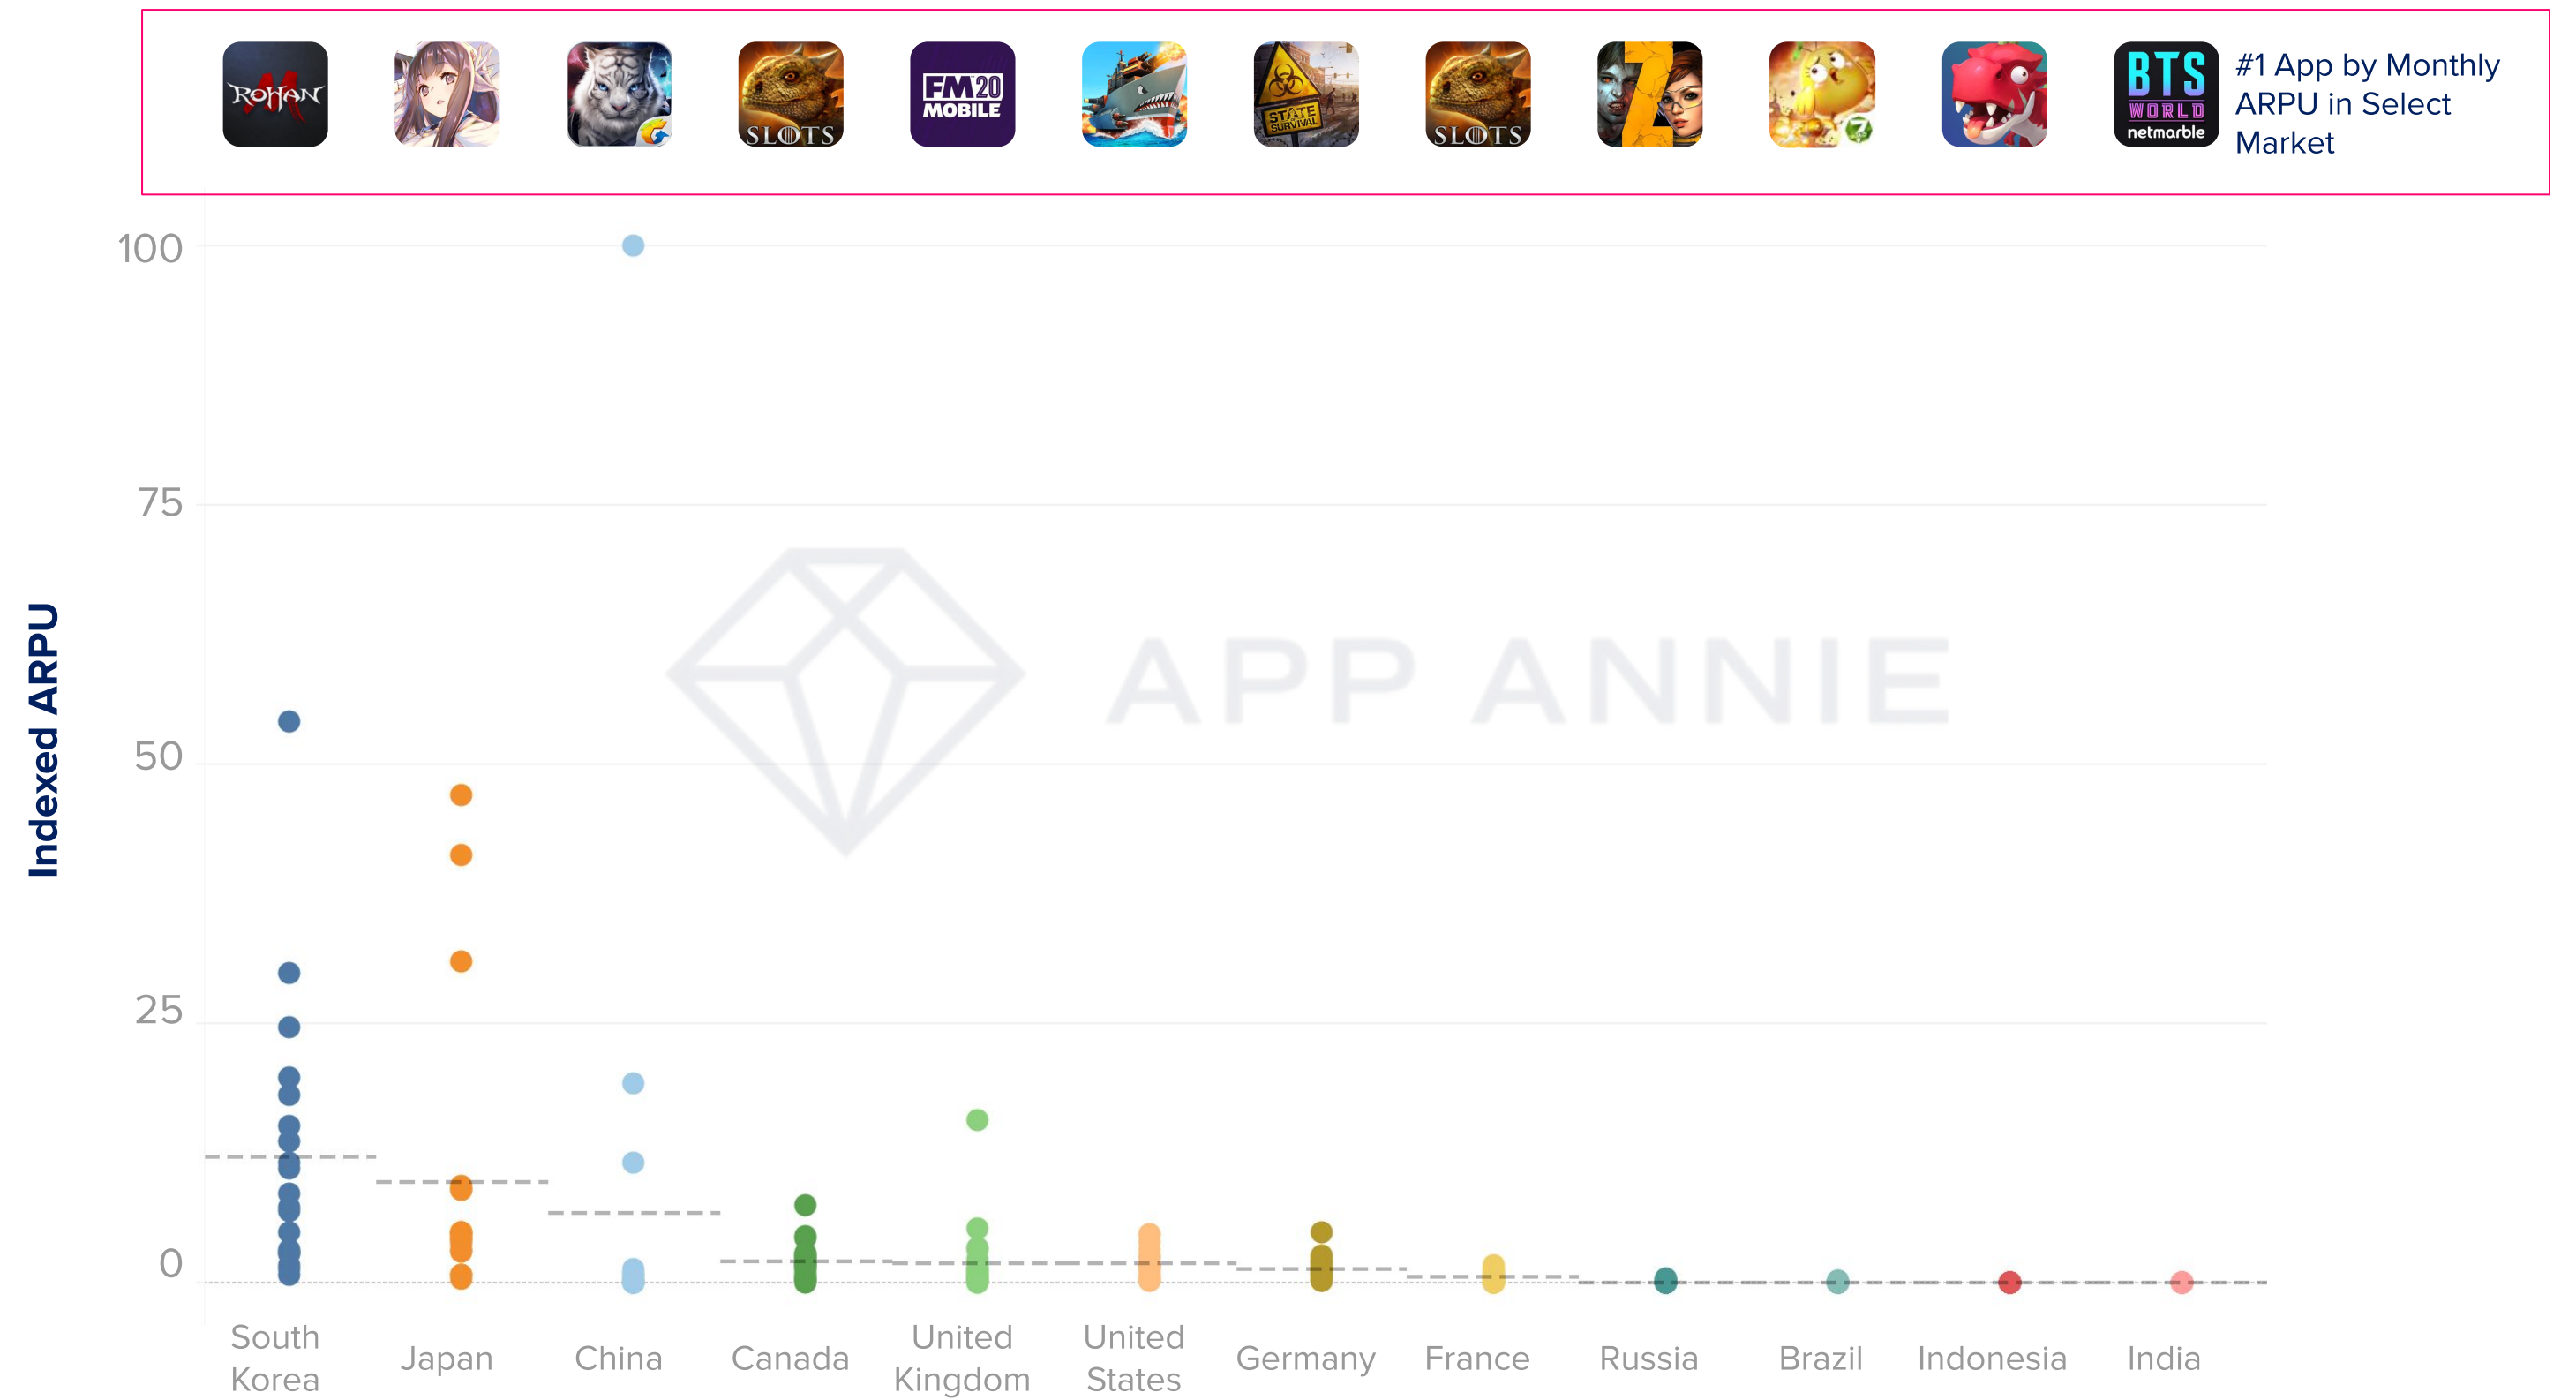 ROHAN M
SLOTS
FM20
MOBILE
STATE
SURVIVAL
SLOTS
Z
7
BTS
WORLD
netmarble
#1 App by Monthly
ARPU in Select
Market
100
75
50
25
0
Indexed ARPU
APP ANNIE
South
Korea
Japan
China
Canada
United
Kingdom
United
States
Germany
France
Russia
Brazil
Indonesia
India